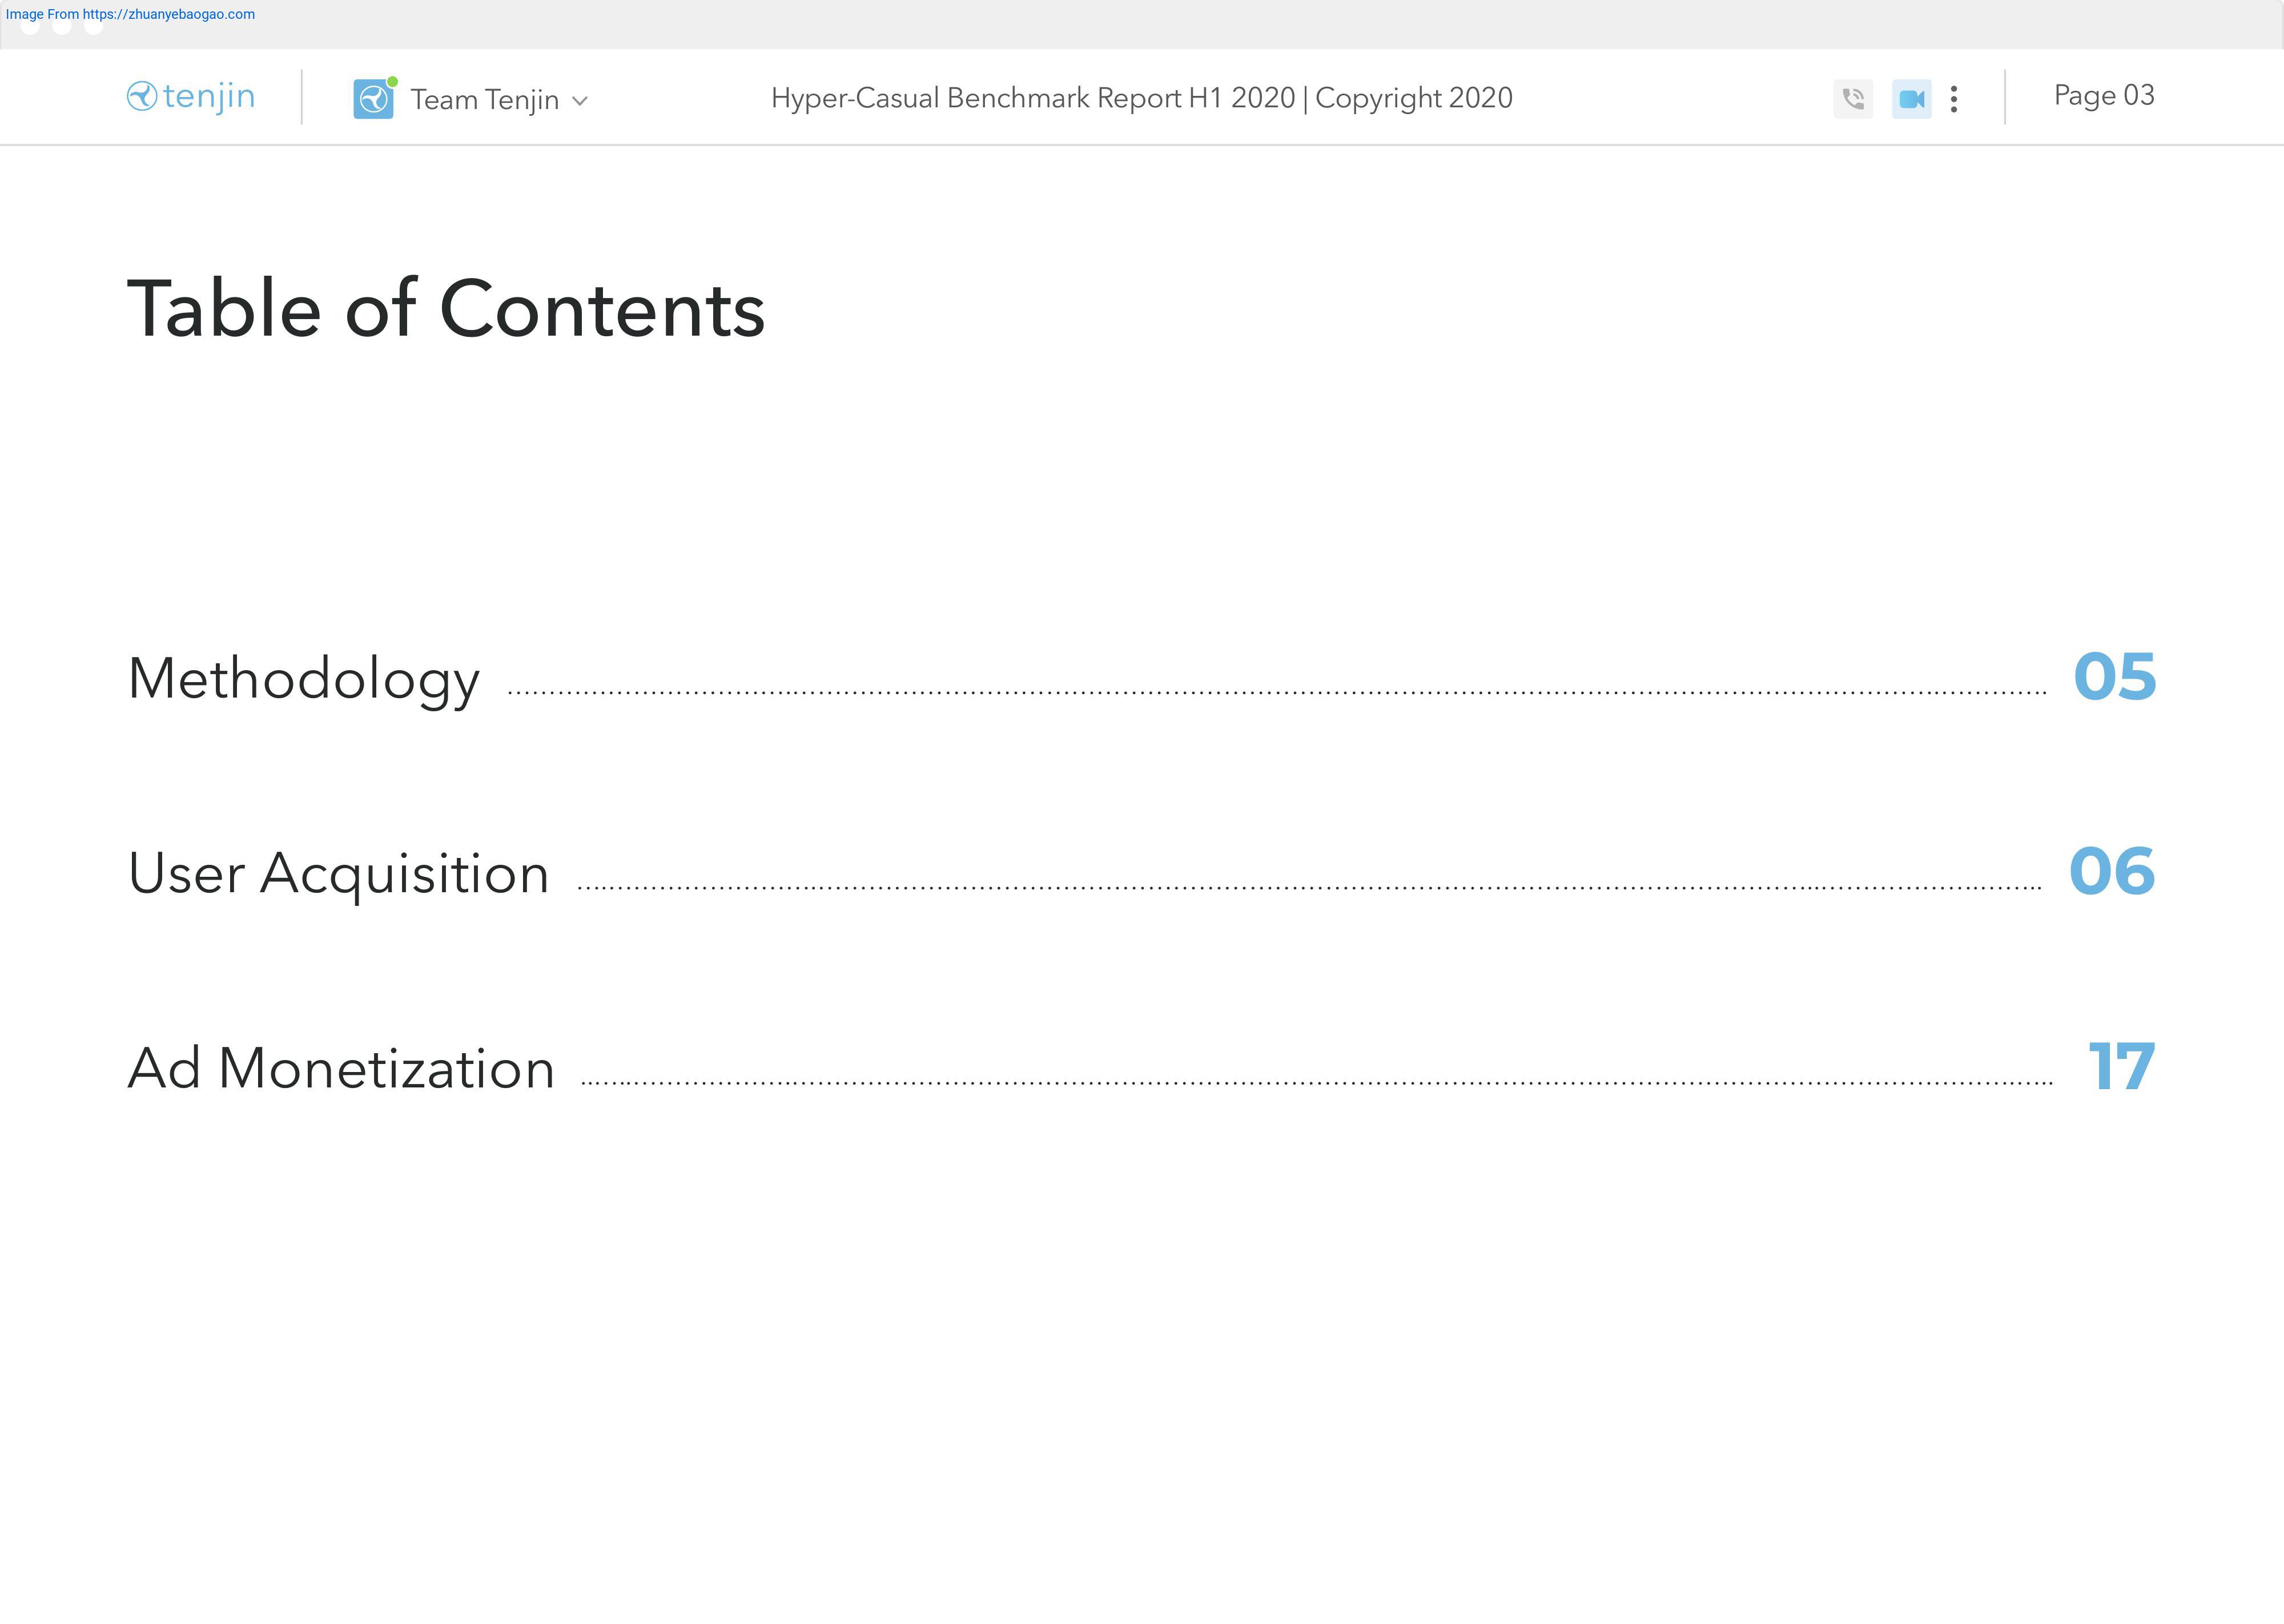 Image From https://zhuanyebaogao.com
tenjin
Team Tenjin
Hyper-Casual Benchmark Report H1 2020 | Copyright 2020
Page 03
Table of Contents
Methodology 05
User Acquisition 06
Ad Monetization 17